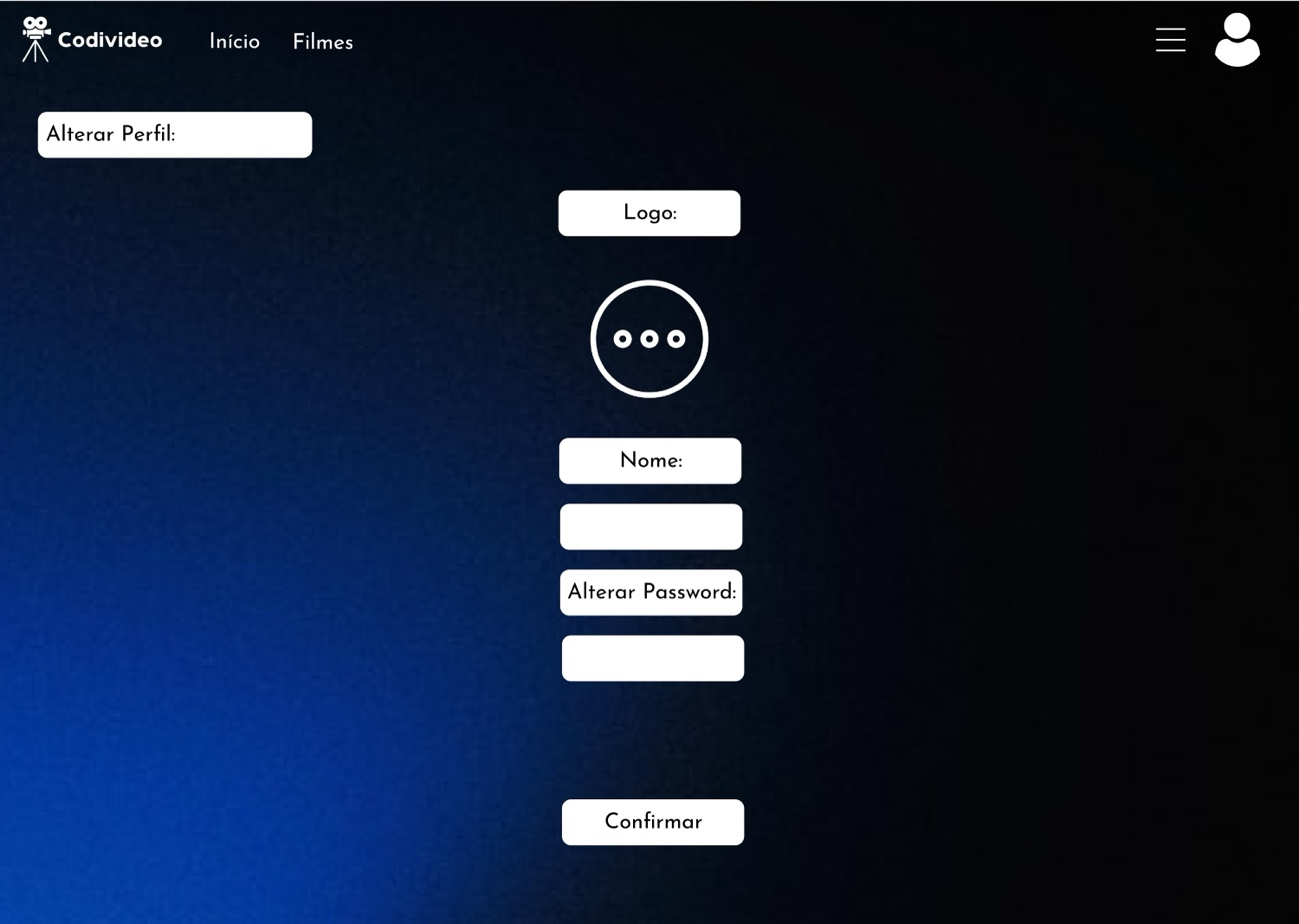 Codivideo Início Filmes
Alterar Perfil:
Logo:
Nome:
Alterar Password:
Confirmar